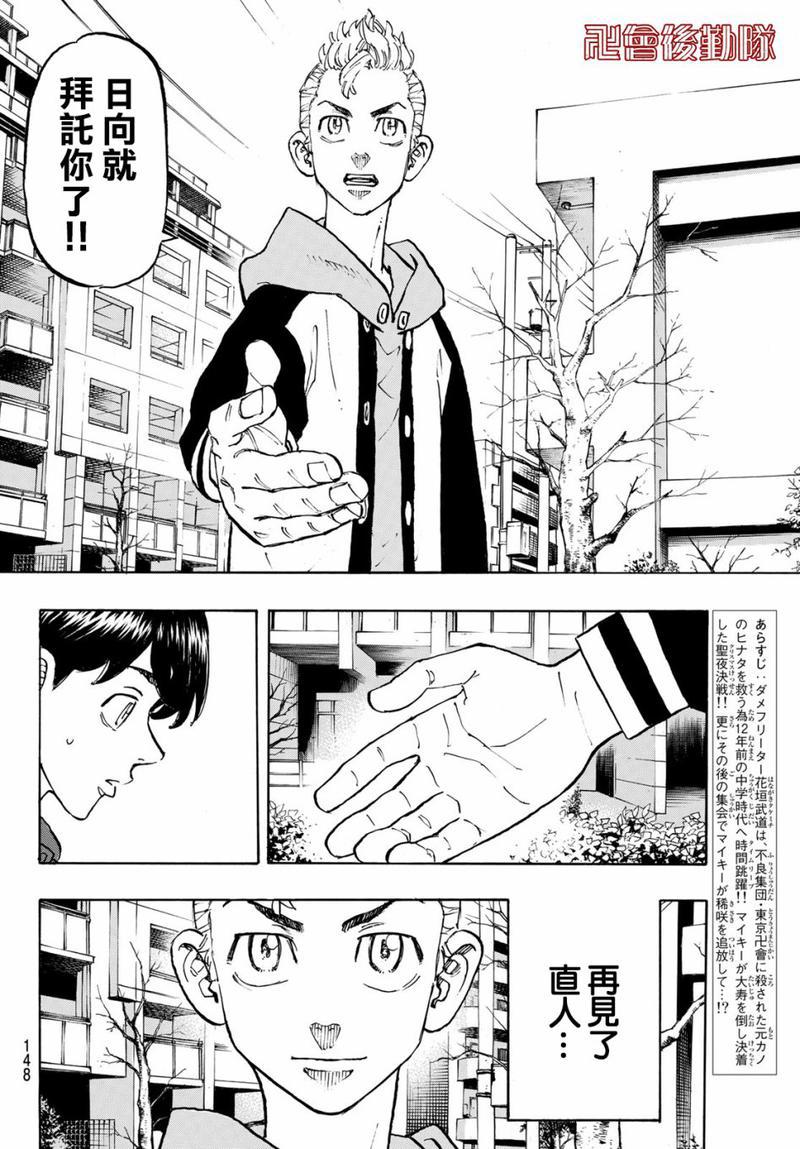 卍會後勤隊
日向就
拜託你了!!
あらすじ：ダメフリーター花垣武道は、不良集団・東京卍會に殺された元カノ
のヒナタを救う為12年前の中学時代へ時間跳躍!! マイキーが大寿を倒し決着
した聖夜決戦!! 更にその後の集会でマイキーが稀咲を追放して…!?
再見了
直人…
148